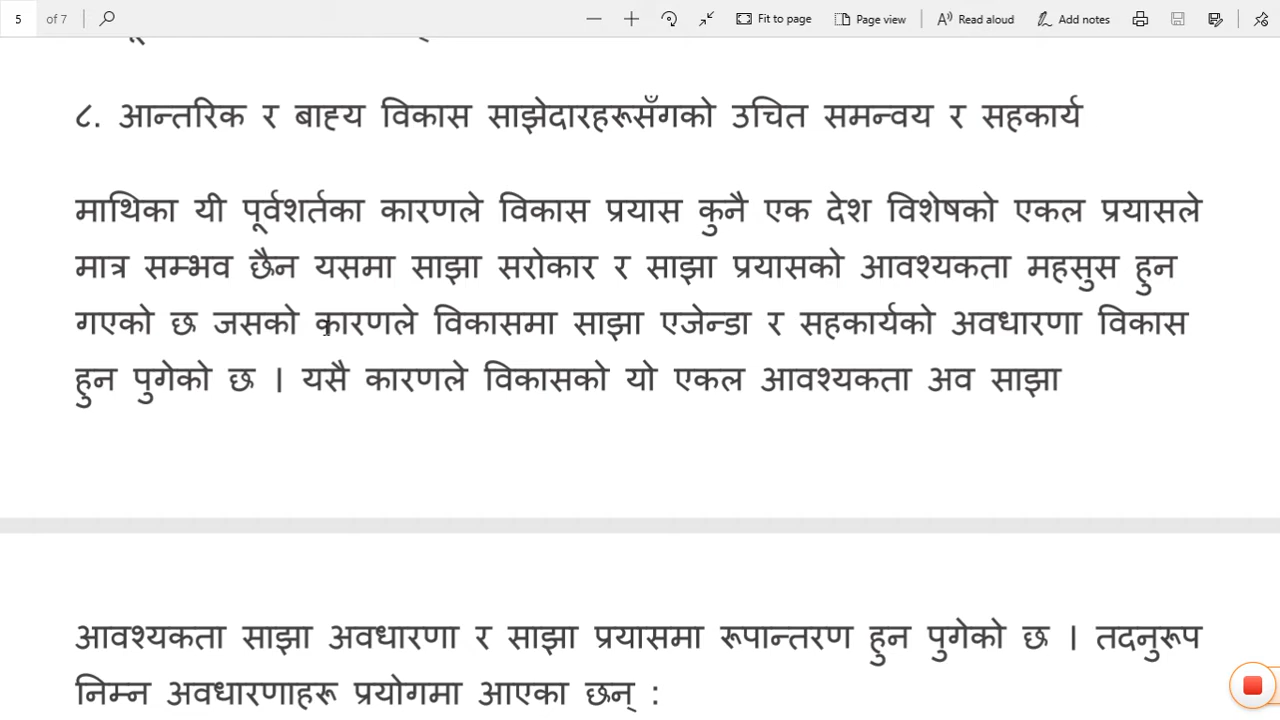 5 of 7 Fit to page Page view Read aloud Add notes
८. आन्तरिक र बाह्य विकास साझेदारहरूसँगको उचित समन्वय र सहकार्य
माथिका यी पूर्वशर्तका कारणले विकास प्रयास कुनै एक देश विशेषको एकल प्रयासले
मात्र सम्भव छैन यसमा साझा सरोकार र साझा प्रयासको आवश्यकता महसुस हुन
गएको छ जसको कारणले विकासमा साझा एजेन्डा र सहकार्यको अवधारणा विकास
हुन पुगेको छ । यसै कारणले विकासको यो एकल आवश्यकता अव साझा
आवश्यकता साझा अवधारणा र साझा प्रयासमा रूपान्तरण हुन पुगेको छ । तदनुरूप
निम्न अवधारणाहरू प्रयोगमा आएका छन् :